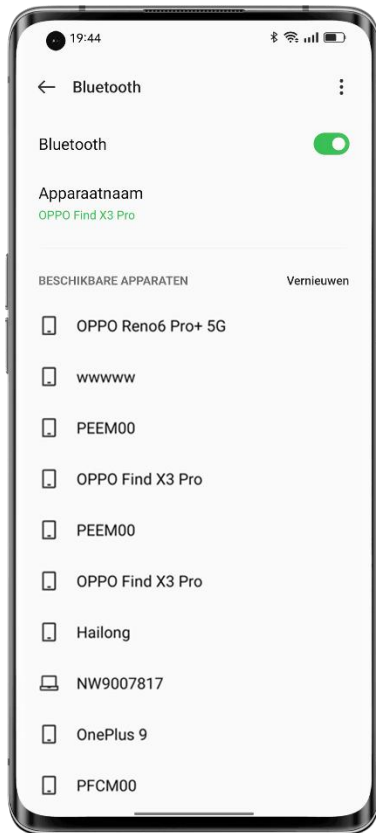 19:44
Bluetooth
Bluetooth
Apparaatnaam
OPPO Find X3 Pro
BESCHIKBARE APPARATEN Vernieuwen
OPPO Reno6 Pro+ 5G
wwwww
PEEM00
OPPO Find X3 Pro
PEEM00
OPPO Find X3 Pro
Hailong
NW9007817
OnePlus 9
PFCM00